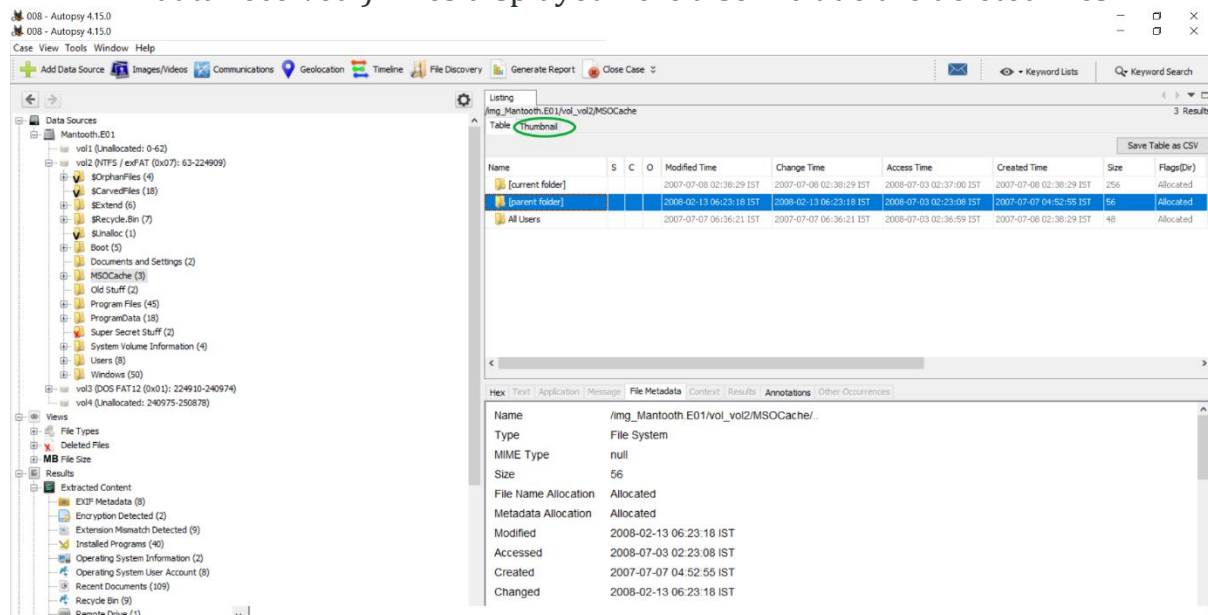 008 - Autopsy 4.15.0
008 - Autopsy 4.15.0
Case View Tools Window Help
Add Data Source Images/Videos Communications Geolocation Timeline File Discovery Generate Report Close Case Keyword Lists Keyword Search
Data Sources
Mantooth.E01
vol1 (Unallocated: 0-62)
vol2 (NTFS / exFAT (0x07): 63-224909)
$OrphanFiles (4)
$CarvedFiles (18)
$Extend (6)
$Recycle.Bin (7)
$Unalloc (1)
Boot (5)
Documents and Settings (2)
MSOCache (3)
Old Stuff (2)
Program Files (45)
ProgramData (18)
Super Secret Stuff (2)
System Volume Information (4)
Users (8)
Windows (50)
vol3 (DOS FAT12 (0x01): 224910-240974)
vol4 (Unallocated: 240975-250878)
Views
File Types
Deleted Files
MB File Size
Results
Extracted Content
EXIF Metadata (8)
Encryption Detected (2)
Extension Mismatch Detected (9)
Installed Programs (40)
Operating System Information (2)
Operating System User Account (8)
Recent Documents (109)
Recycle Bin (9)
Remote Drive (1)
Listing
/img_Mantooth.E01/vol_vol2/MSOCache 3 Results
Table Thumbnail
Save Table as CSV
Name S C O Modified Time Change Time Access Time Created Time Size Flags(Dir)
[current folder] 2007-07-08 02:38:29 IST 2007-07-08 02:38:29 IST 2008-07-03 02:37:00 IST 2007-07-08 02:38:29 IST 256 Allocated
[parent folder] 2008-02-13 06:23:18 IST 2008-02-13 06:23:18 IST 2008-07-03 02:23:08 IST 2007-07-07 04:52:55 IST 56 Allocated
All Users 2007-07-07 06:36:21 IST 2007-07-07 06:36:21 IST 2008-07-03 02:36:59 IST 2007-07-08 02:38:29 IST 48 Allocated
Hex Text Application Message File Metadata Context Results Annotations Other Occurrences
Name /img_Mantooth.E01/vol_vol2/MSOCache/..
Type File System
MIME Type null
Size 56
File Name Allocation Allocated
Metadata Allocation Allocated
Modified 2008-02-13 06:23:18 IST
Accessed 2008-07-03 02:23:08 IST
Created 2007-07-07 04:52:55 IST
Changed 2008-02-13 06:23:18 IST